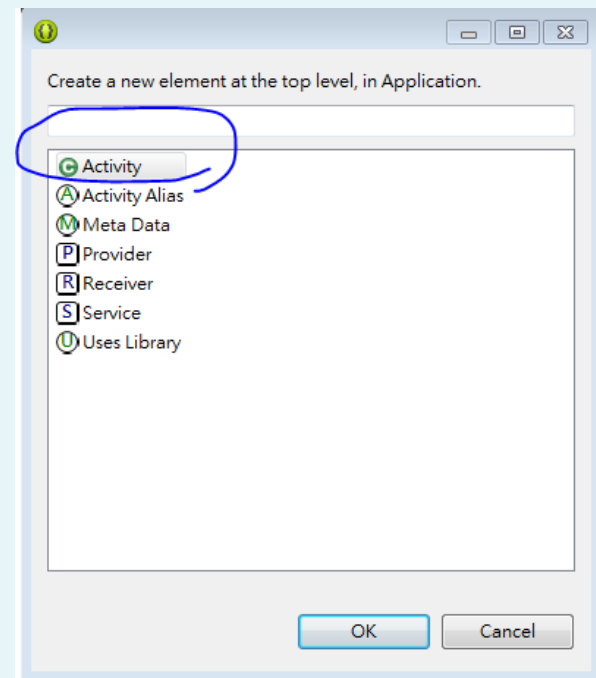 Create a new element at the top level, in Application.
Activity
A Activity Alias
M Meta Data
P Provider
R Receiver
S Service
U Uses Library
OK Cancel